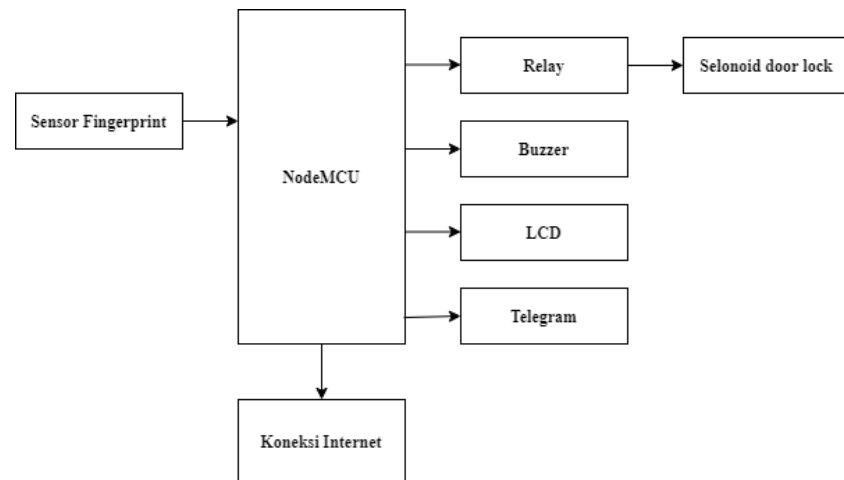 Relay
Selonoid door lock
Sensor Fingerprint
Buzzer
NodeMCU
LCD
Telegram
Koneksi Internet